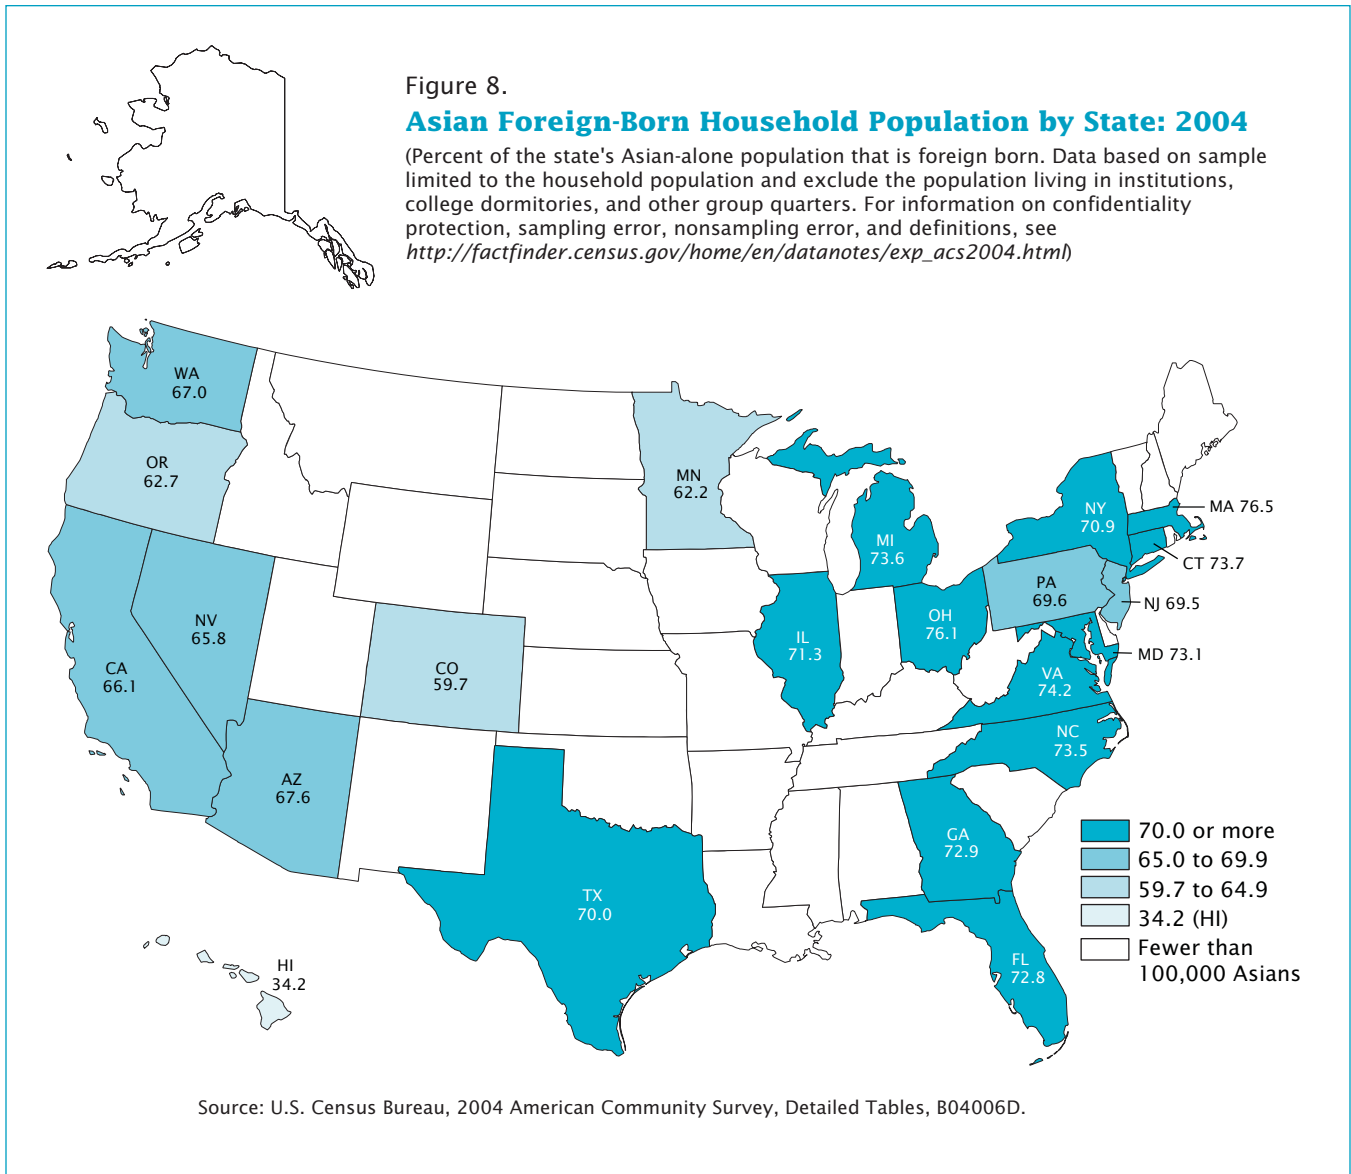 Figure 8.
Asian Foreign-Born Household Population by State: 2004
(Percent of the state's Asian-alone population that is foreign born. Data based on sample
limited to the household population and exclude the population living in institutions,
college dormitories, and other group quarters. For information on confidentiality
protection, sampling error, nonsampling error, and definitions, see
http://factfinder.census.gov/home/en/datanotes/exp_acs2004.html)
WA
67.0
OR
62.7
MN
62.2
NY
70.9
MA 76.5
MI
73.6
CT 73.7
PA
69.6
NJ 69.5
NV
65.8
OH
76.1
IL
71.3
MD 73.1
CA
66.1
CO
59.7
VA
74.2
NC
73.5
AZ
67.6
GA
72.9
TX
70.0
FL
72.8
HI
34.2
70.0 or more
65.0 to 69.9
59.7 to 64.9
34.2 (HI)
Fewer than
100,000 Asians
Source: U.S. Census Bureau, 2004 American Community Survey, Detailed Tables, B04006D.